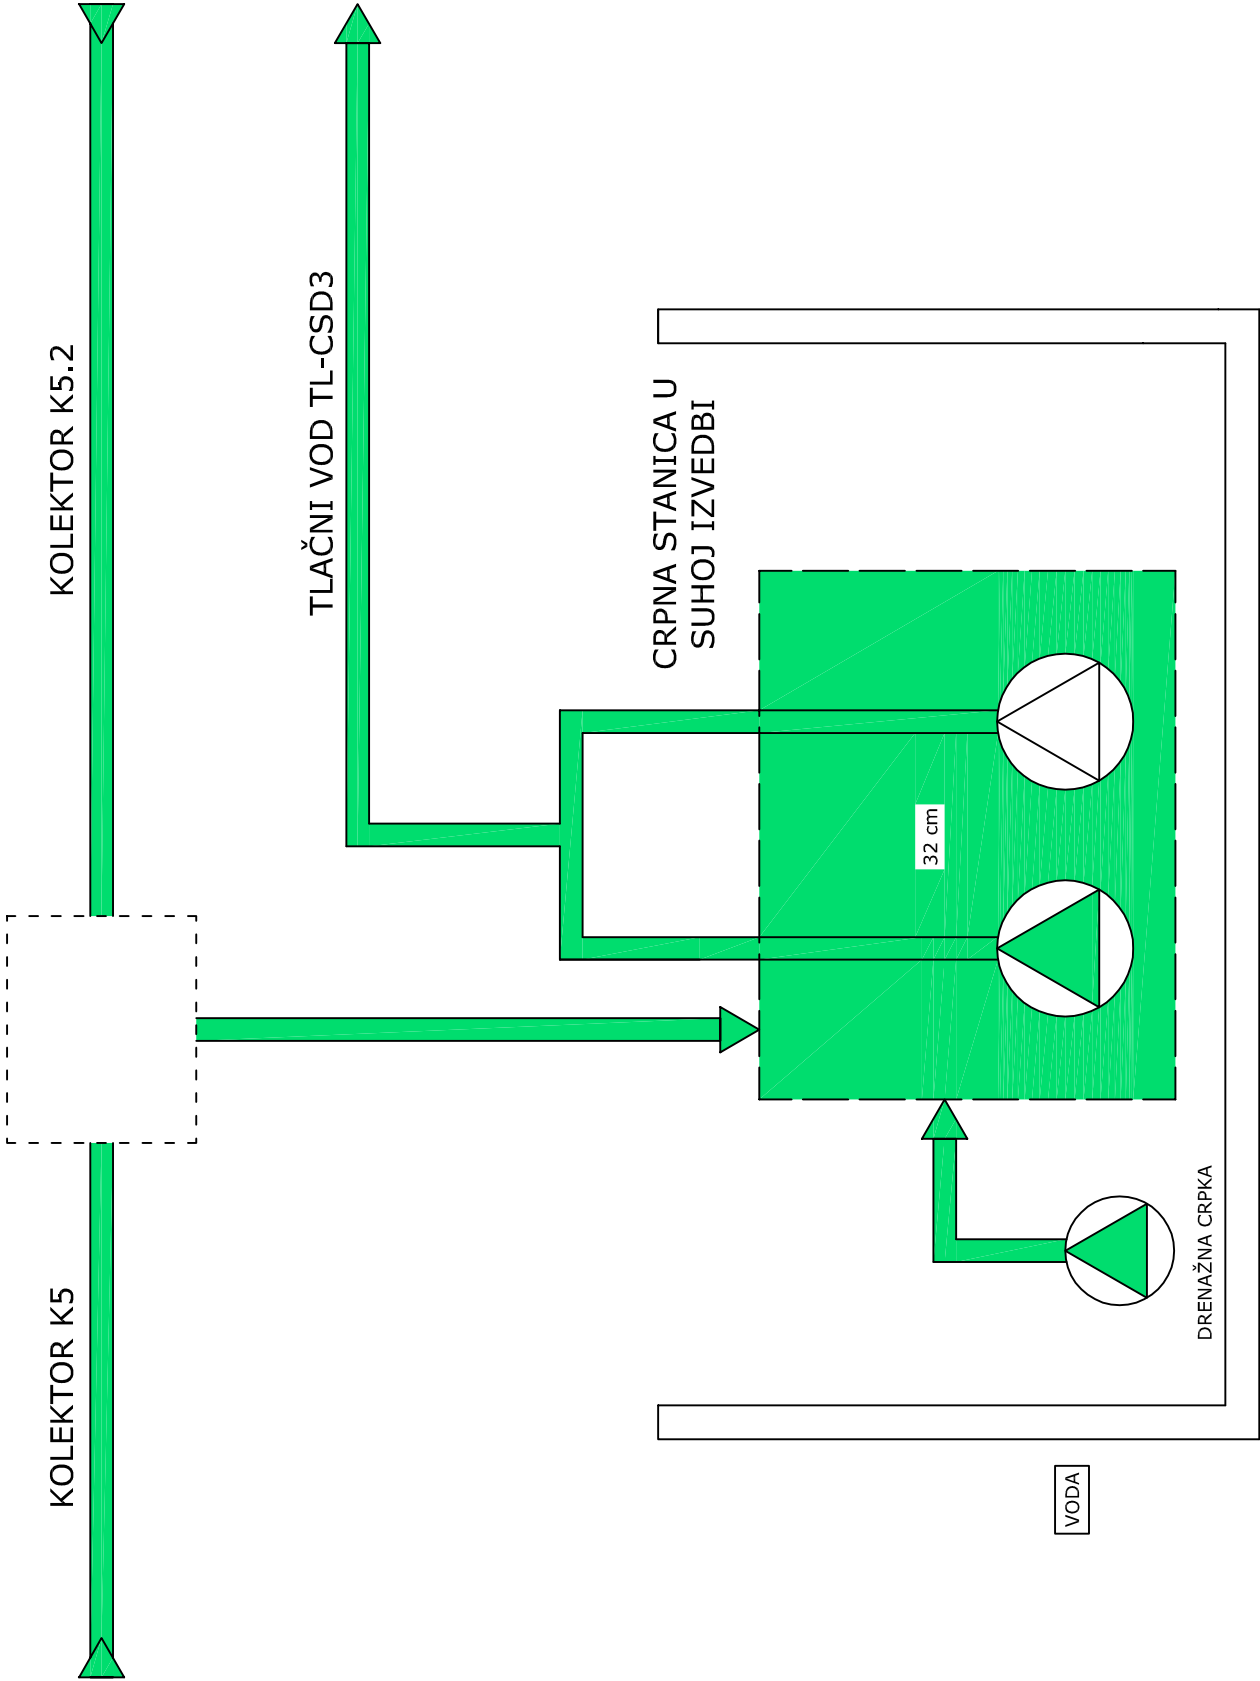 KOLEKTOR K5
KOLEKTOR K5.2
TLAČNI VOD TL-CSD3
CRPNA STANICA U
SUHOJ IZVEDBI
32 cm
VODA
DRENAŽNA CRPKA